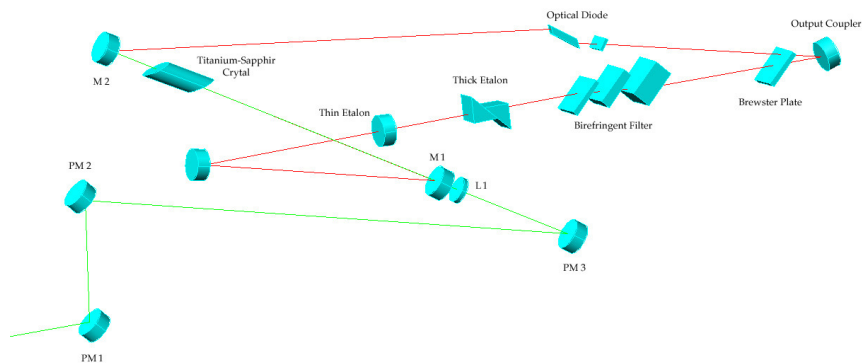 Optical Diode
Output Coupler
M 2
Titanium-Sapphir
Crytal
Thick Etalon
Thin Etalon
Birefringent Filter
Brewster Plate
PM 2
M 1
L 1
PM 3
PM 1